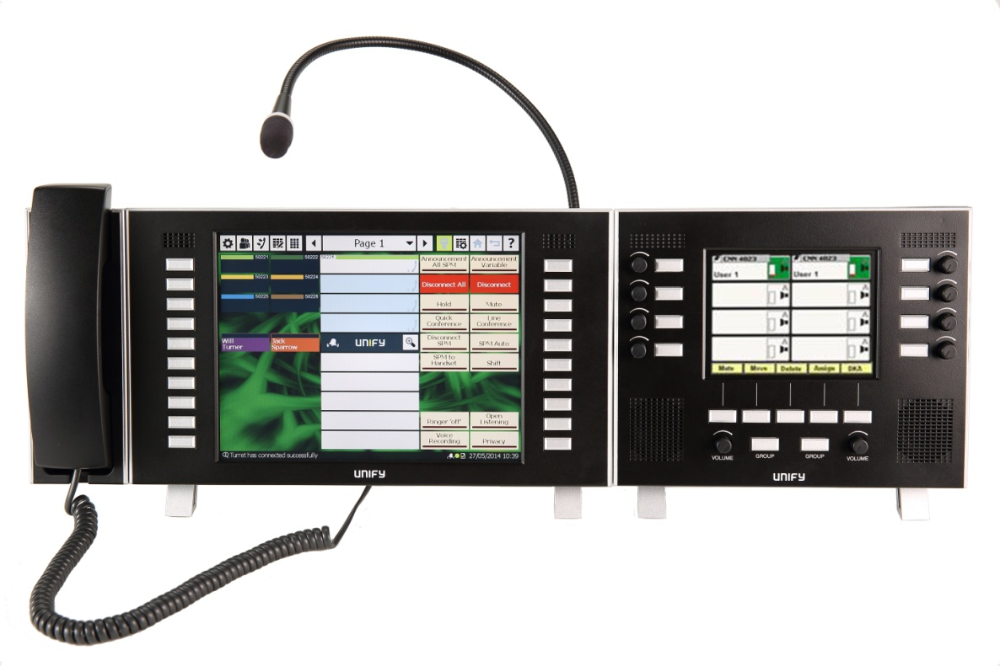 Page 1
?
50221
50222
50221
Announcement
All SPM
Announcement
Variable
50223
50224
Disconnect All
Disconnect
50225
50226
Hold
Mute
Quick
Conference
Line
Conference
Will
Turner
Jack
Sparrow
UNIFY
Disconnect
SPM
SPM Auto
SPM to
Handset
Shift
Ringer "off"
Open
Listening
Voice
Recording
Privacy
Turret has connected successfully
27/05/2014 10:39
UNIFY
CNN 4023
CNN 4023
User 1
User 1
A
A
A
A
A
A
Mute
Move
Delete
Assign
DKA
VOLUME
GROUP
GROUP
VOLUME
UNIFY